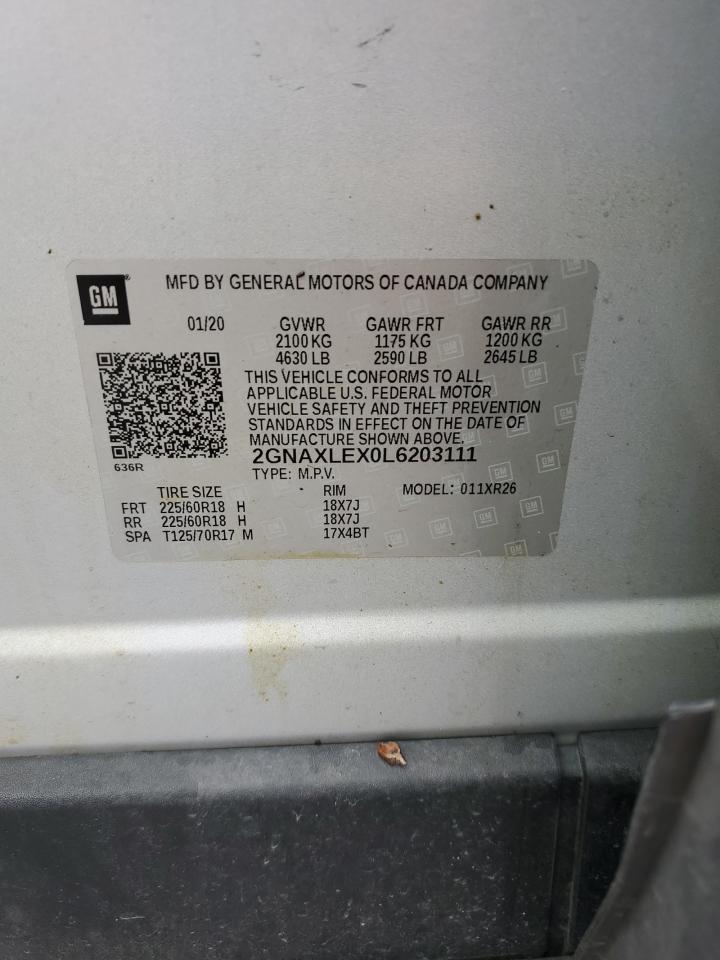 GM
MFD BY GENERAL MOTORS OF CANADA COMPANY
01/20 GVWR GAWR FRT GAWR RR
2100 KG 1175 KG 1200 KG
4630 LB 2590 LB 2645 LB
THIS VEHICLE CONFORMS TO ALL
APPLICABLE U.S. FEDERAL MOTOR
VEHICLE SAFETY AND THEFT PREVENTION
STANDARDS IN EFFECT ON THE DATE OF
MANUFACTURE SHOWN ABOVE.
636R
2GNAXLEX0L6203111
TYPE: M.P.V.
TIRE SIZE RIM MODEL: 011XR26
FRT 225/60R18 H 18X7J
RR 225/60R18 H 18X7J
SPA T125/70R17 M 17X4BT